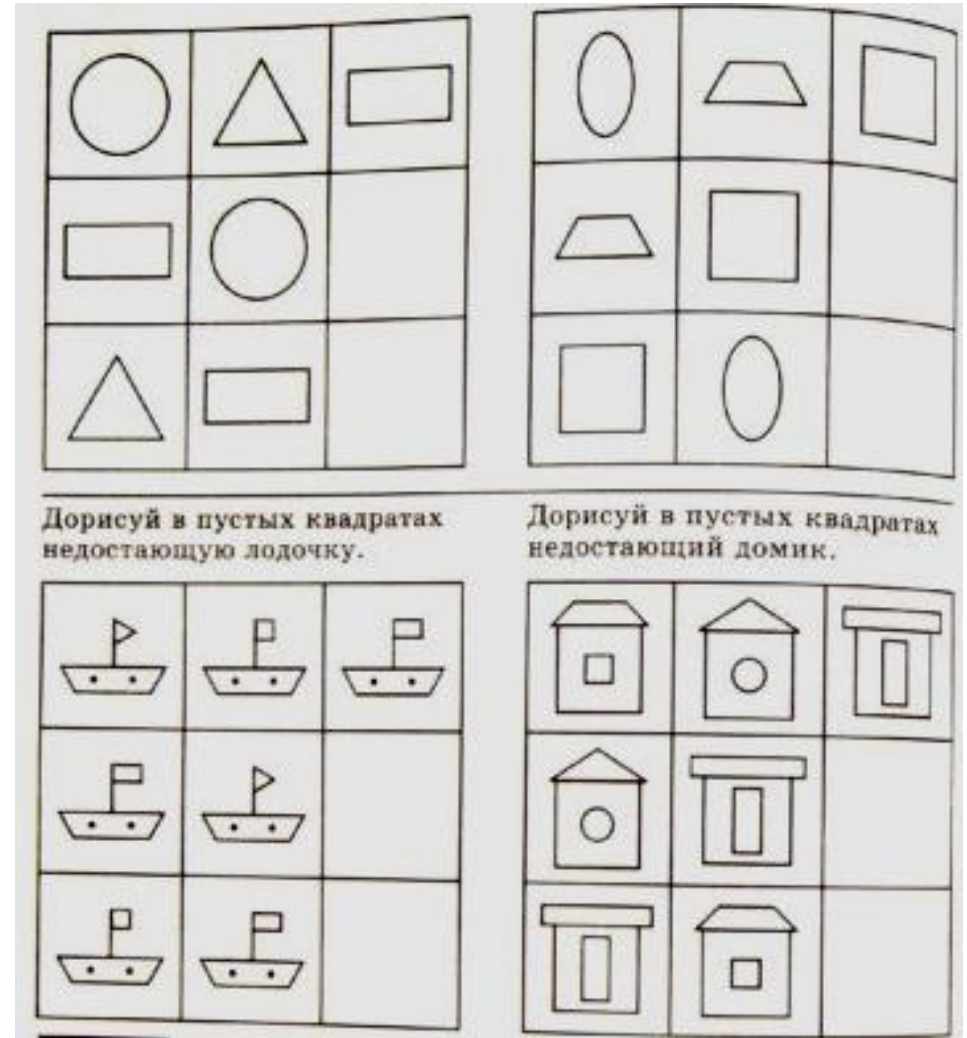 Дорисуй в пустых квадратах
недостающую лодочку.
Дорисуй в пустых квадратах
недостающий домик.